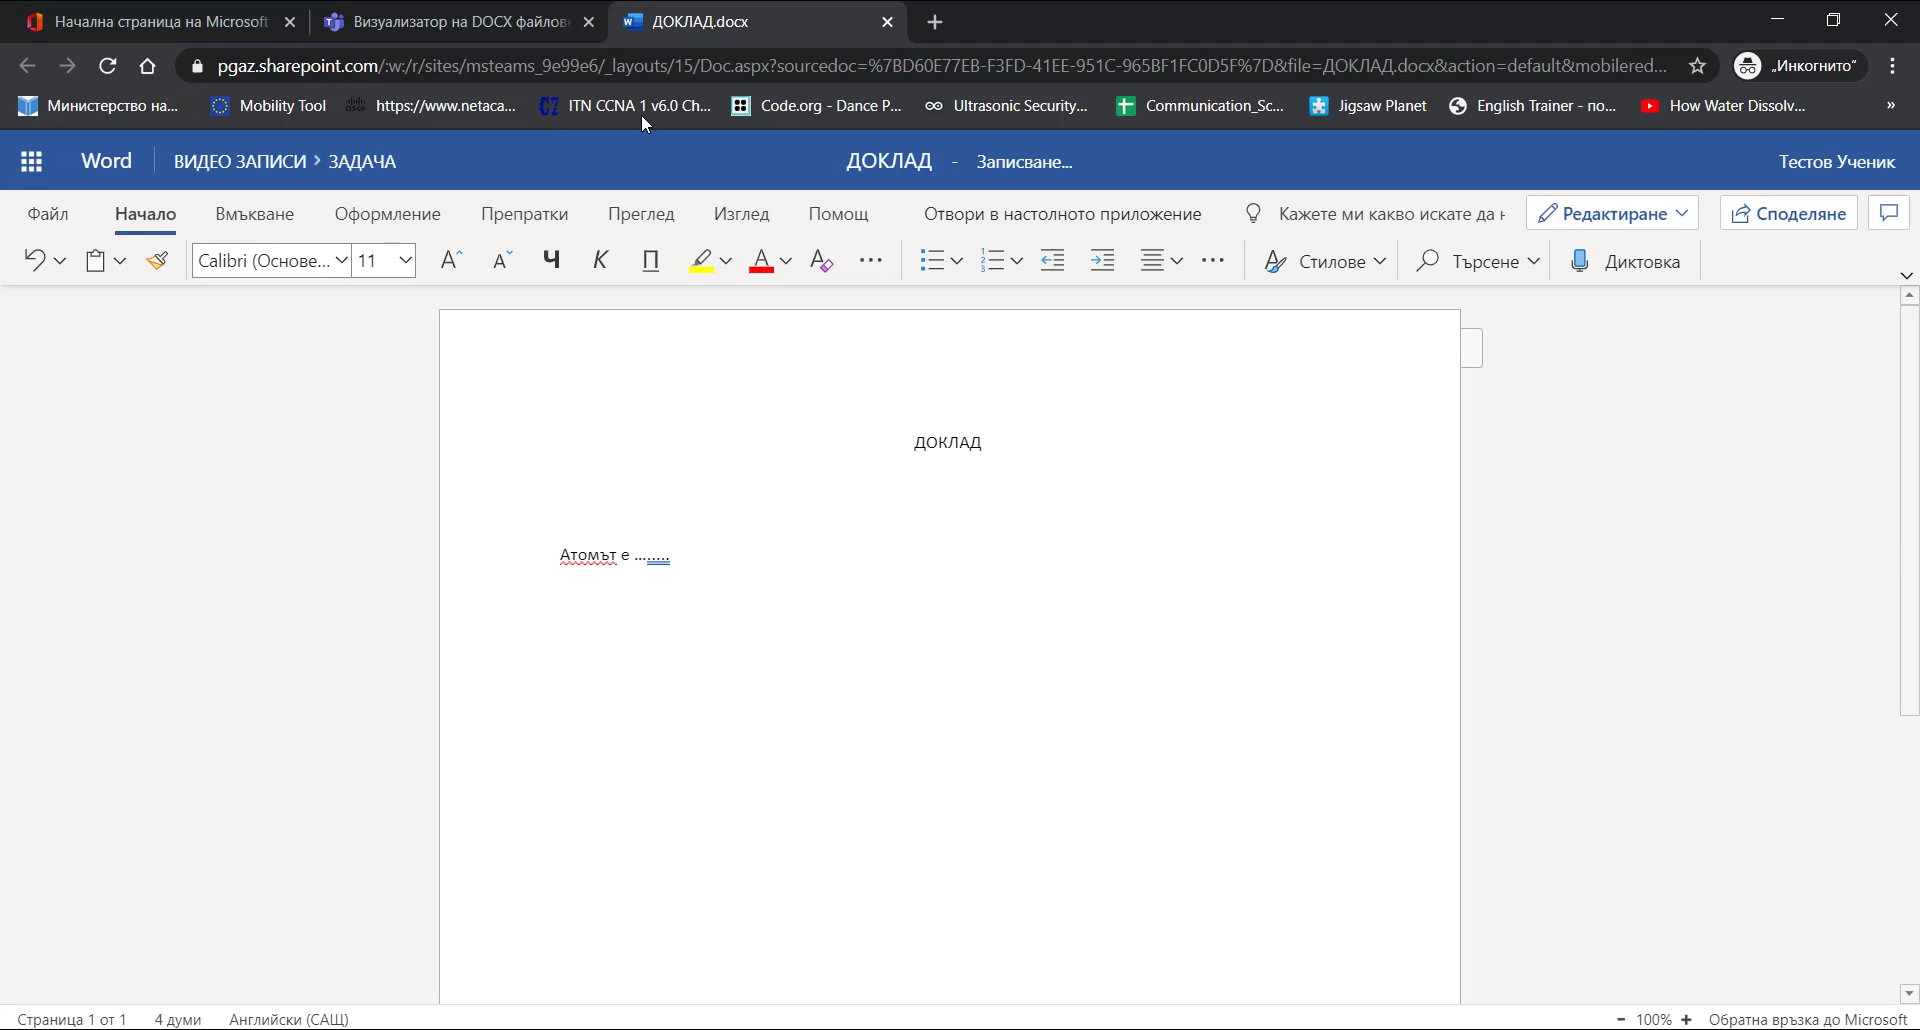 Начална страница на Microsoft
Визуализатор на DOCX файлов
ДОКЛАД.docx
pgaz.sharepoint.com/:w:/r/sites/msteams_9e99e6/_layouts/15/Doc.aspx?sourcedoc=%7BD60E77EB-F3FD-41EE-951C-965BF1FC0D5F%7D&file=ДОКЛАД.docx&action=default&mobilered...
„Инкогнито“
Министерство на...
Mobility Tool
https://www.netaca...
ITN CCNA 1 v6.0 Ch...
Code.org - Dance P...
Ultrasonic Security...
Communication_Sc...
Jigsaw Planet
English Trainer - по...
How Water Dissolv...
»
Word
ВИДЕО ЗАПИСИ > ЗАДАЧА
ДОКЛАД - Записване...
Тестов Ученик
Файл
Начало
Вмъкване
Оформление
Препратки
Преглед
Изглед
Помощ
Отвори в настолното приложение
Кажете ми какво искате да н
Редактиране
Споделяне
Calibri (Основе...
11
Ч
К
П
Стилове
Търсене
Диктовка
ДОКЛАД
Атомът е ........
Страница 1 от 1
4 думи
Английски (САЩ)
- 100% +
Обратна връзка до Microsoft